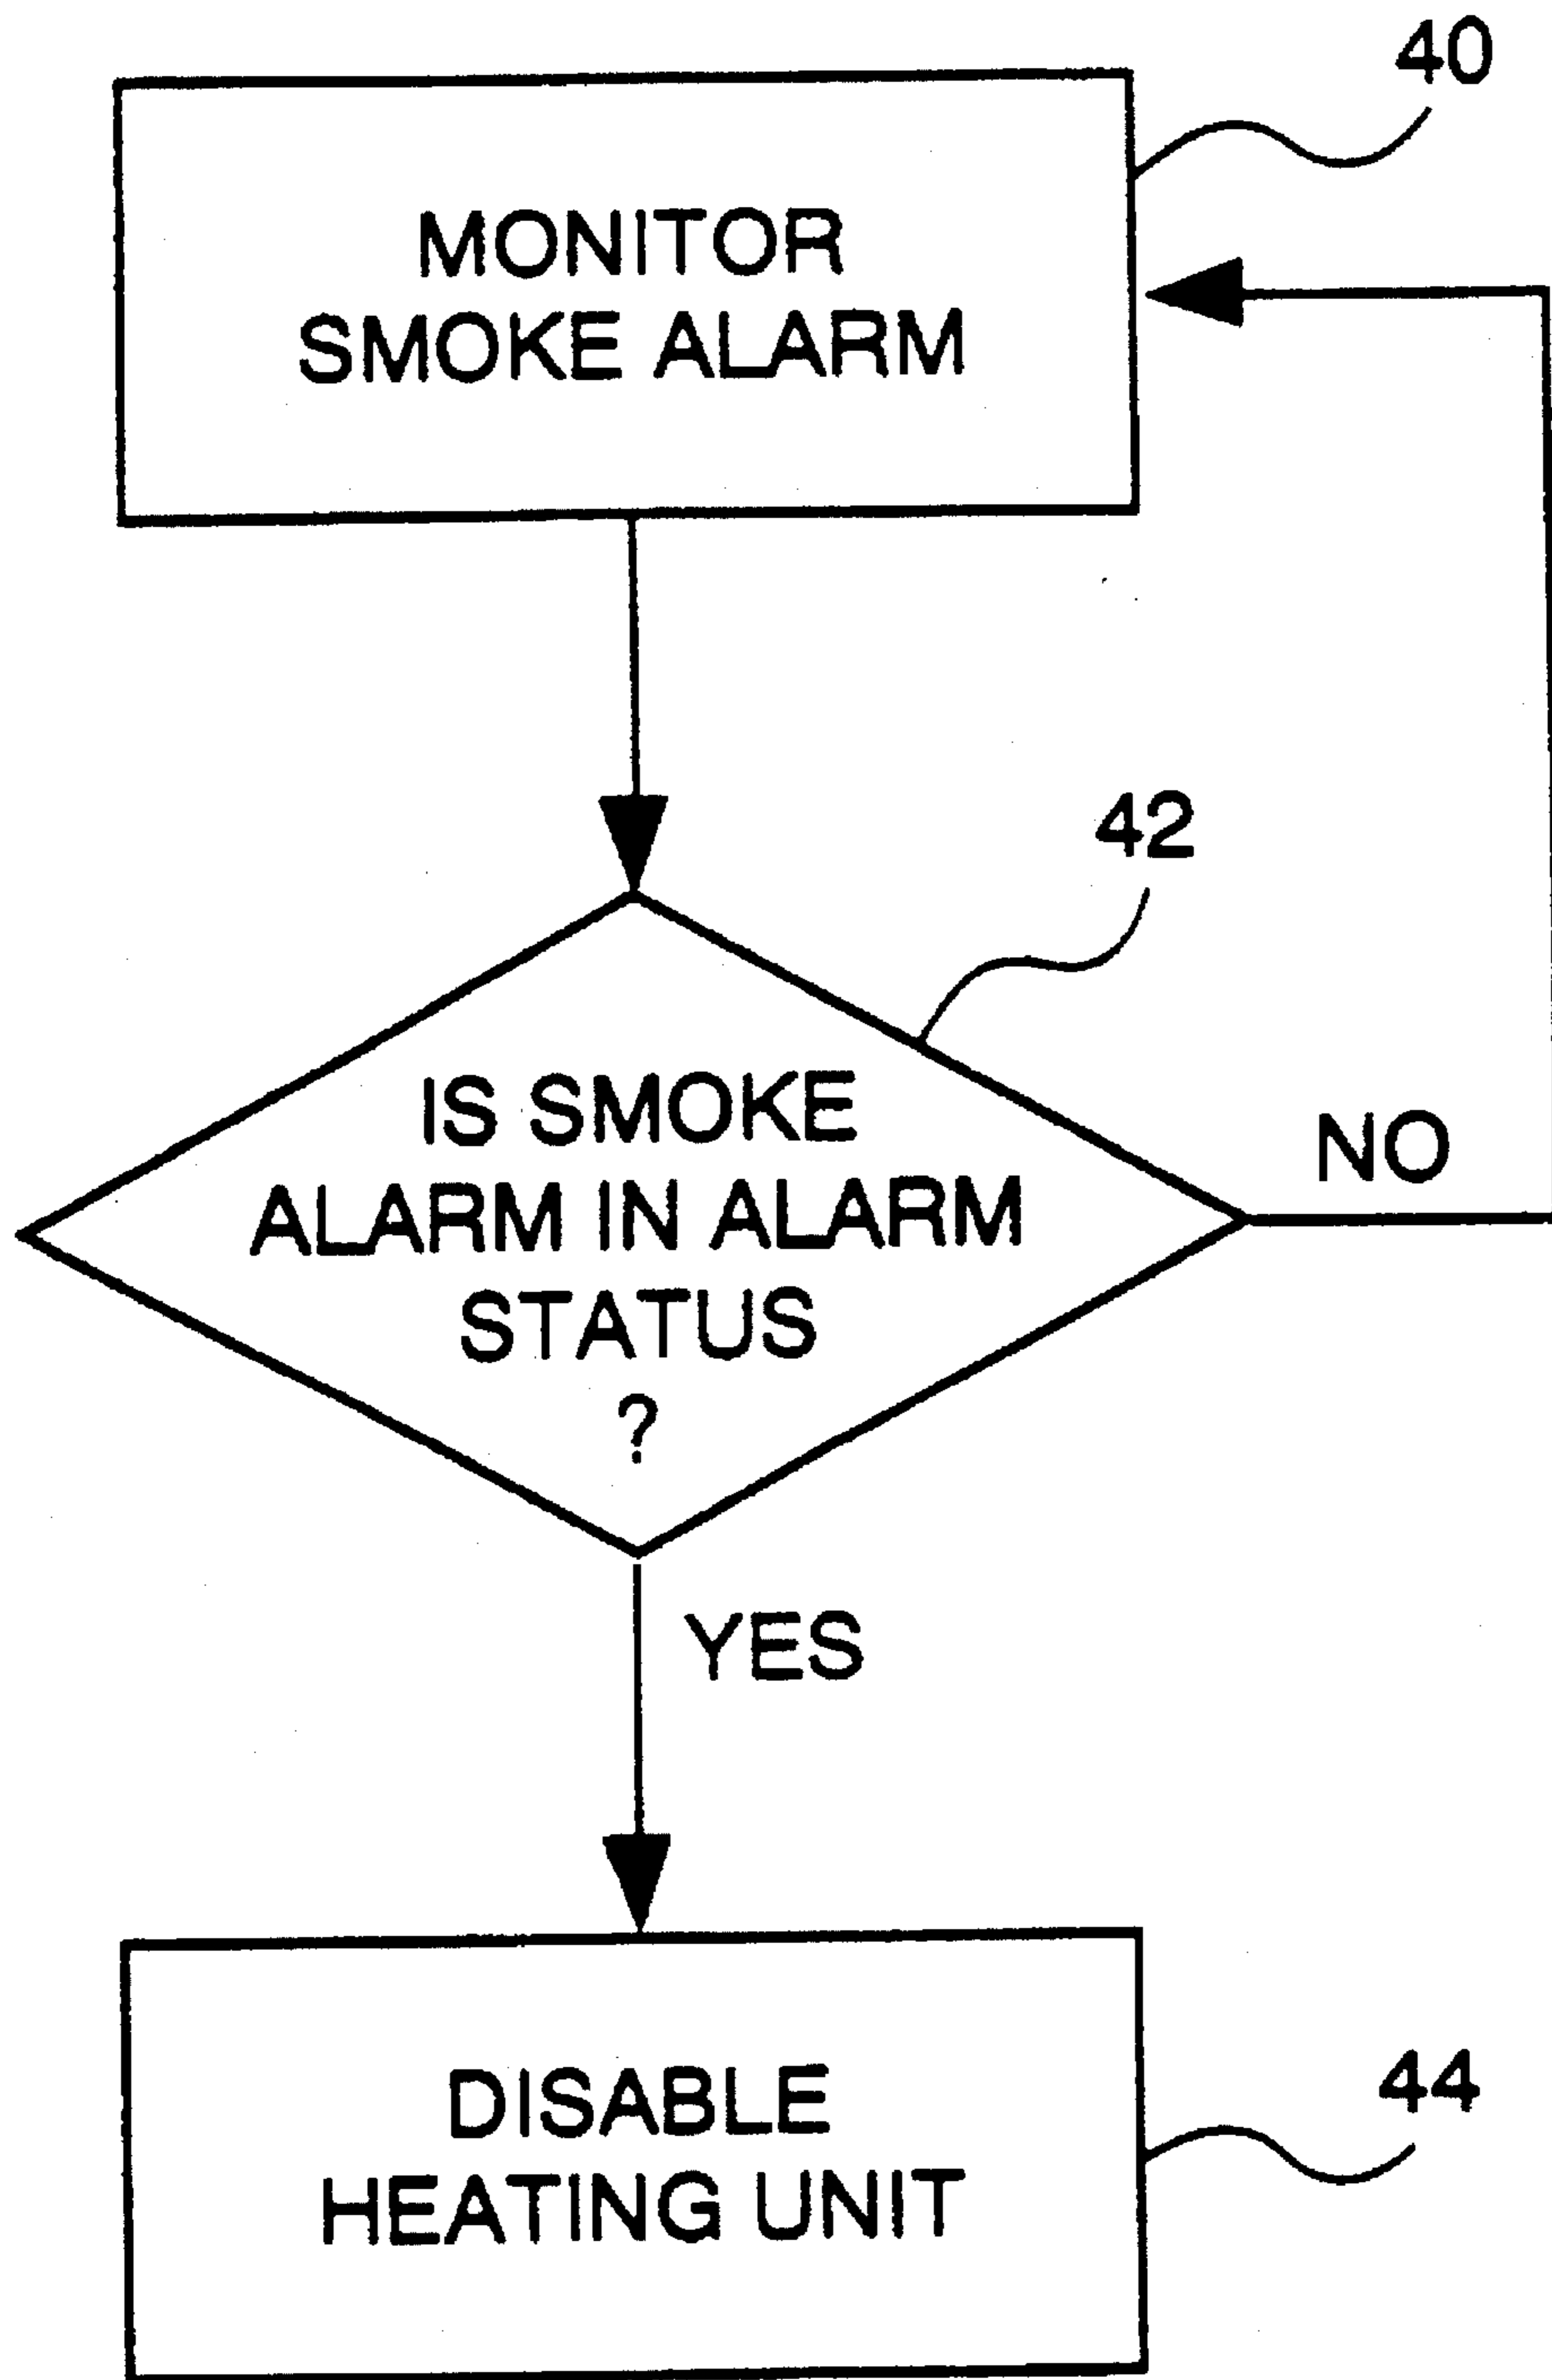 40
MONITOR
SMOKE ALARM
42
IS SMOKE
ALARM IN ALARM
STATUS
?
NO
YES
DISABLE
HEATING UNIT
44